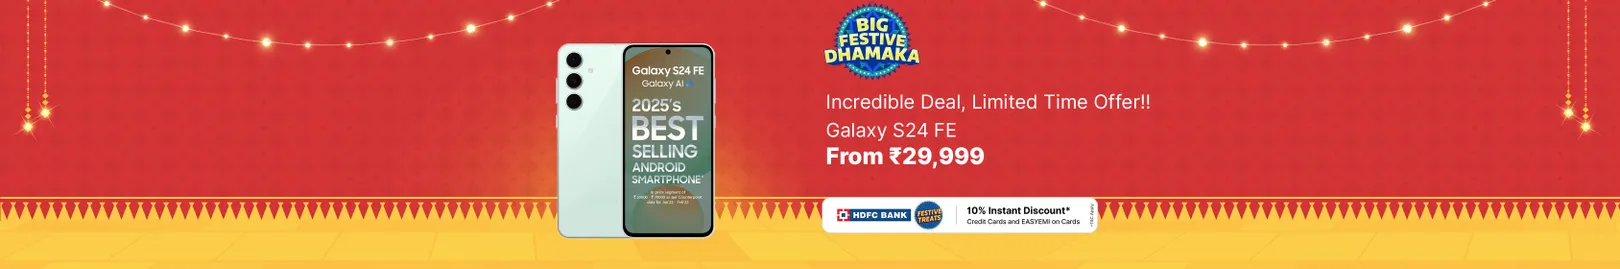 BIG
FESTIVE
DHAMAKA
Galaxy S24 FE
Galaxy AI
2025's
BEST
SELLING
ANDROID
SMARTPHONE*
Incredible Deal, Limited Time Offer!!
Galaxy S24 FE
From ₹29,999
HDFC BANK
FESTIVE
TREATS
10% Instant Discount*
Credit Cards and EASYEMI on Cards